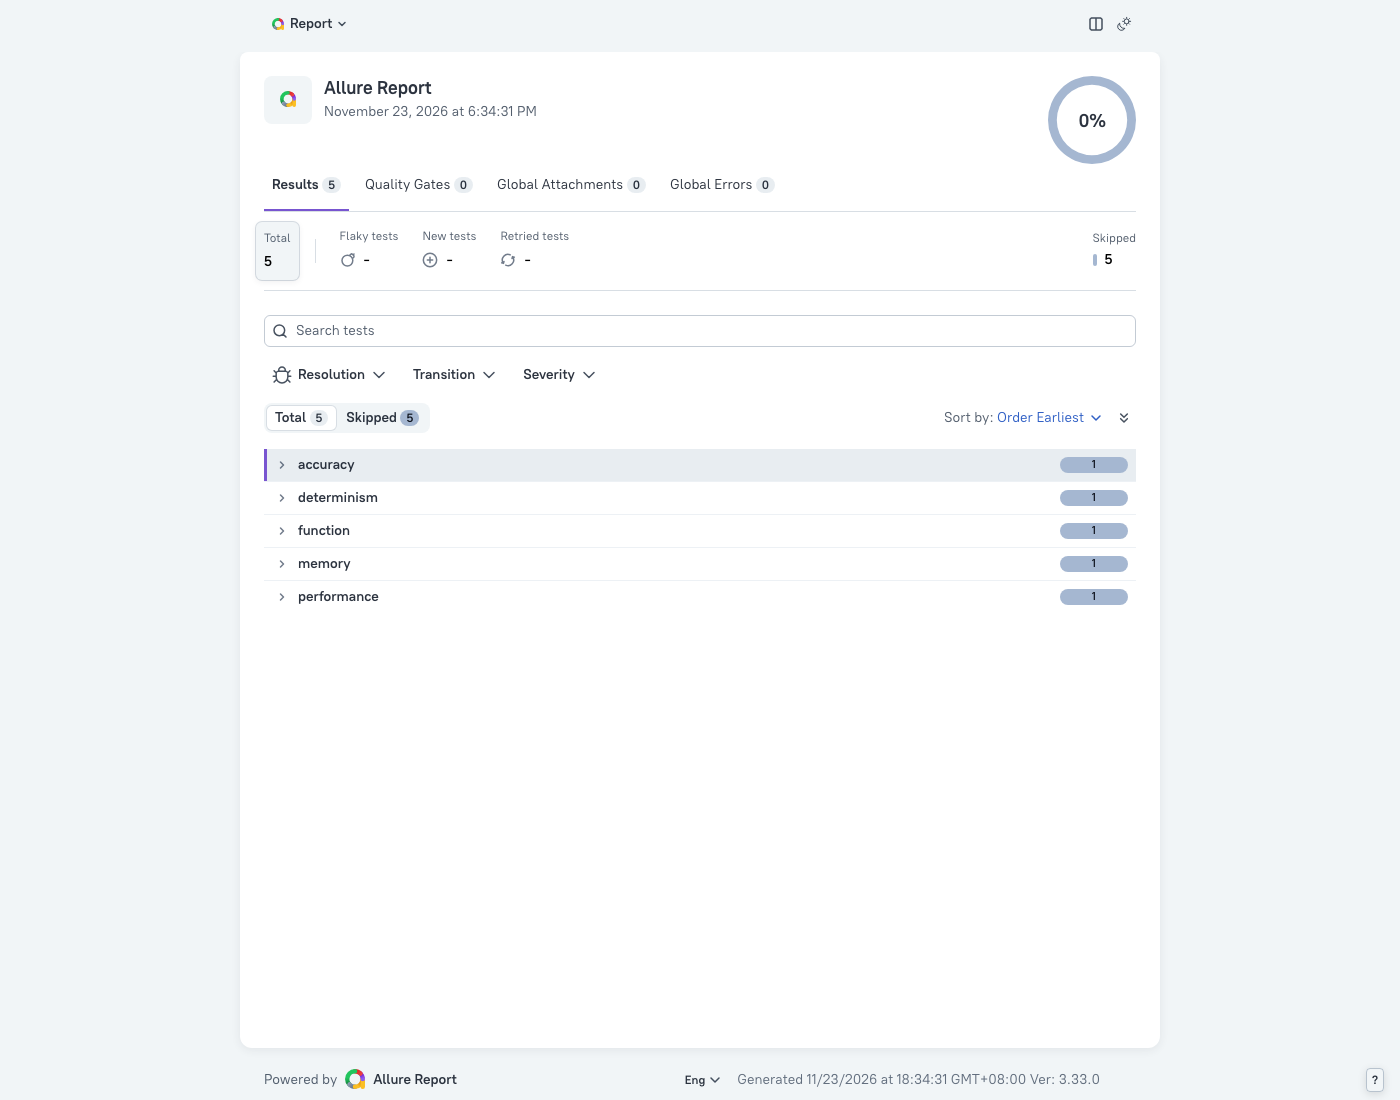 Report
Allure Report
November 23, 2026 at 6:34:31 PM
0%
Results 5 Quality Gates 0 Global Attachments 0 Global Errors 0
Total Flaky tests New tests Retried tests Skipped
5 - - - 5
Search tests
Resolution Transition Severity
Total 5 Skipped 5 Sort by: Order Earliest
accuracy 1
determinism 1
function 1
memory 1
performance 1
Powered by Allure Report Eng Generated 11/23/2026 at 18:34:31 GMT+08:00 Ver: 3.33.0 ?